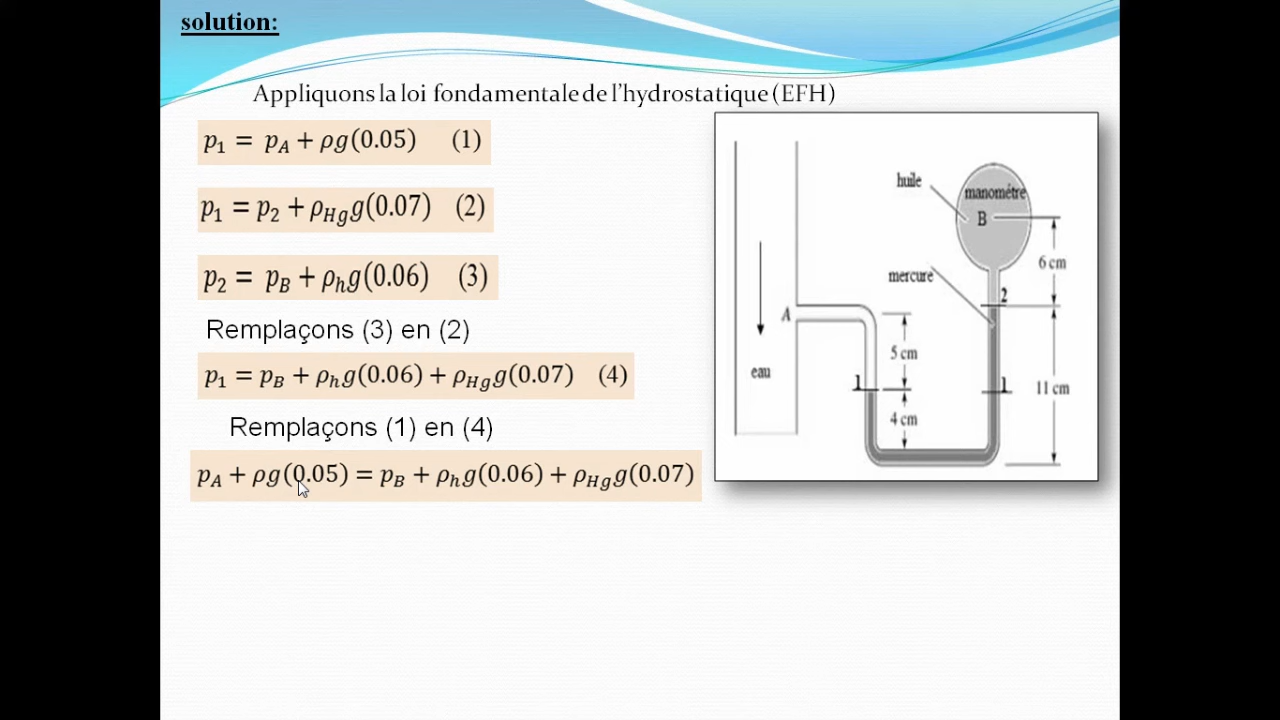 solution:
Appliquons la loi fondamentale de l'hydrostatique (EFH)
p₁ = p_A + ρg(0.05) (1)
p₁ = p₂ + ρ_Hg g(0.07) (2)
p₂ = p_B + ρ_h g(0.06) (3)
Remplaçons (3) en (2)
p₁ = p_B + ρ_h g(0.06) + ρ_Hg g(0.07) (4)
Remplaçons (1) en (4)
p_A + ρg(0.05) = p_B + ρ_h g(0.06) + ρ_Hg g(0.07)
huile
manométre
B
6 cm
mercure
2
A
5 cm
eau
1
1
11 cm
4 cm